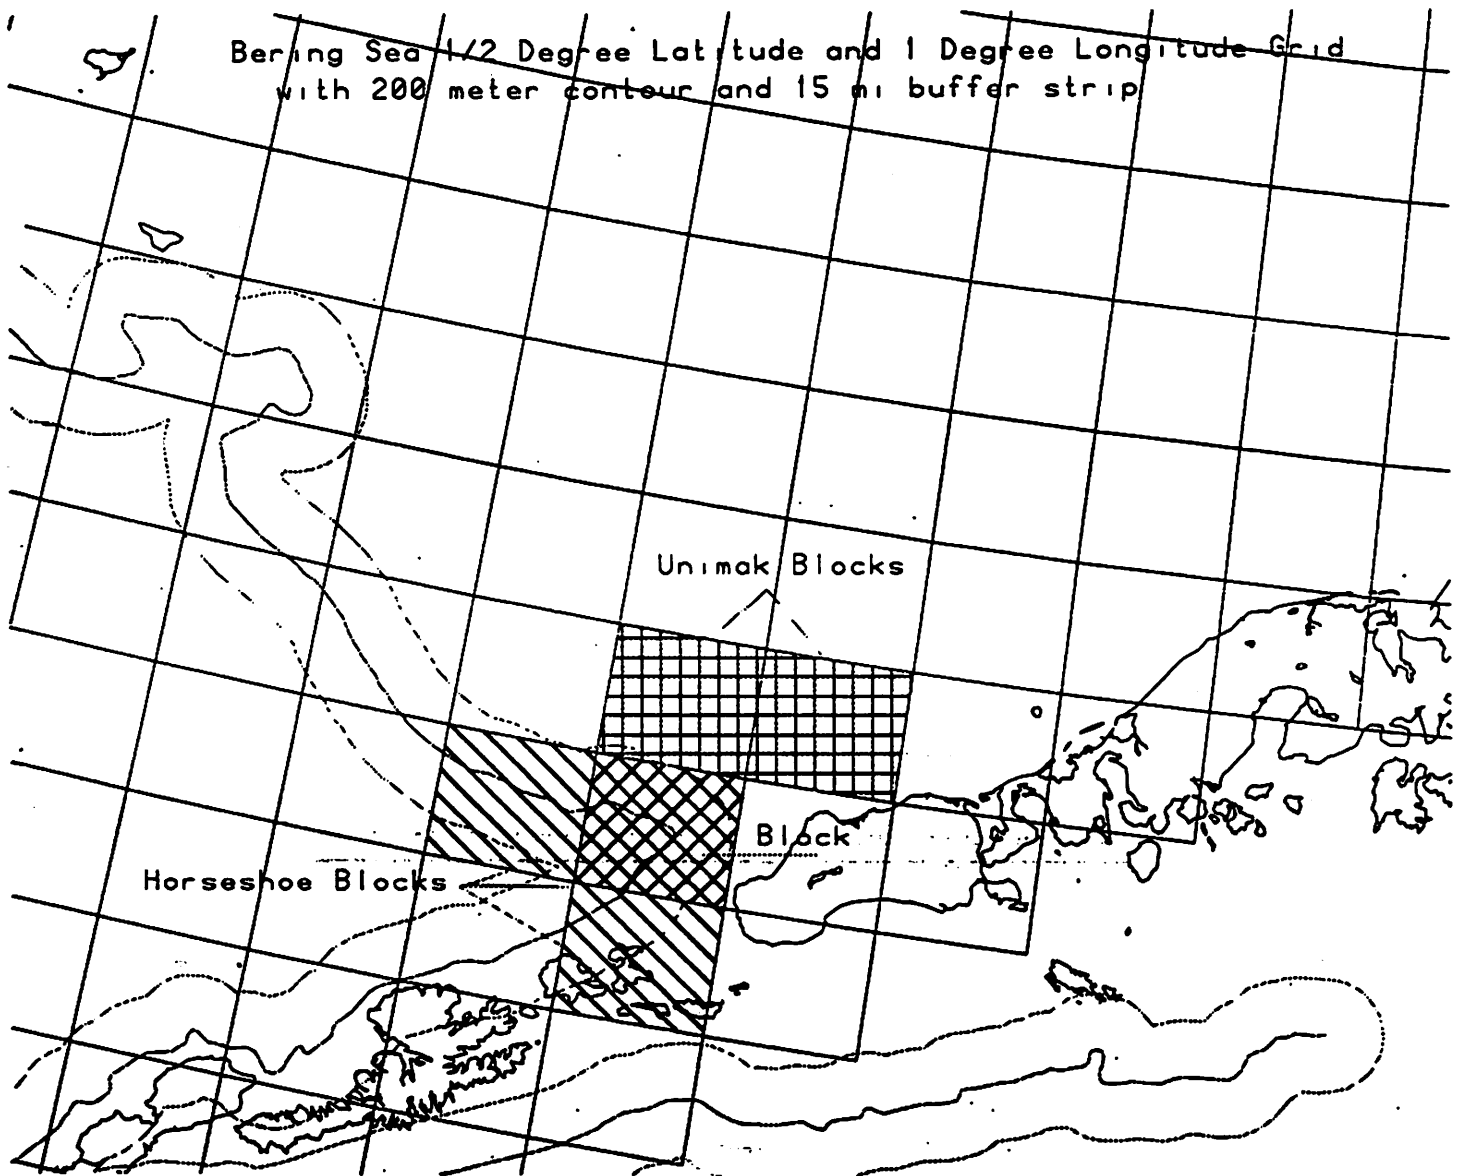 Bering Sea 1/2 Degree Latitude and 1 Degree Longitude Grid
with 200 meter contour and 15 mi buffer strip
Unimak Blocks
Block
Horseshoe Blocks